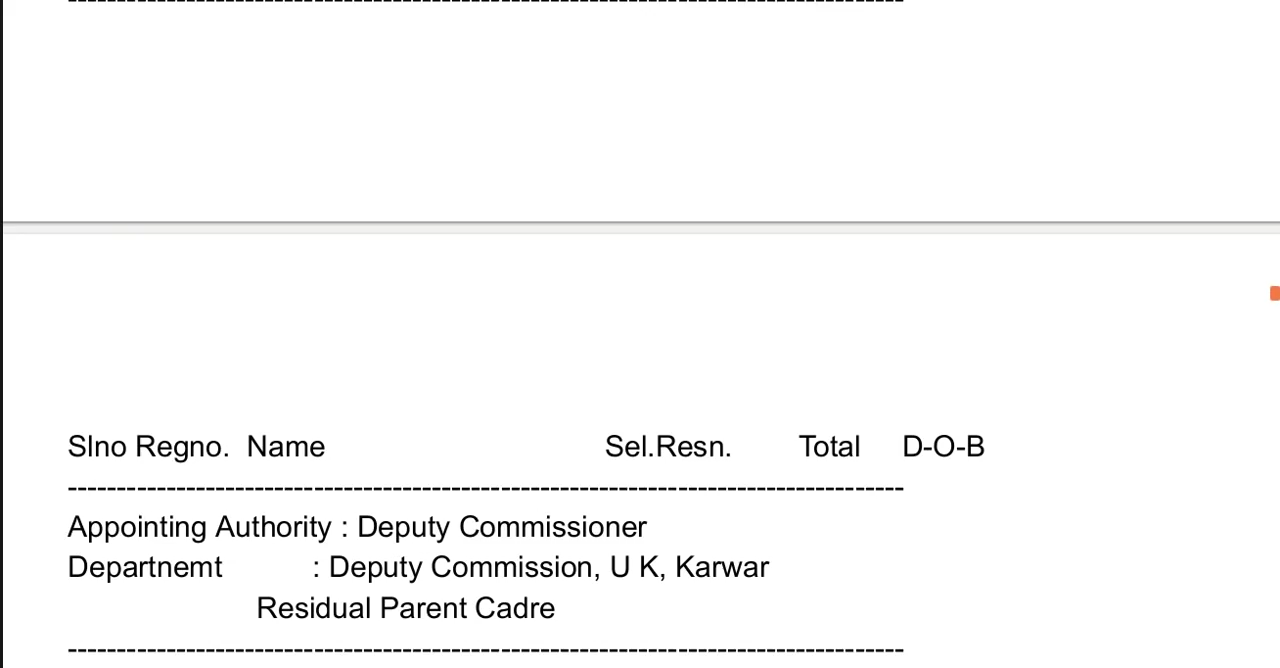 --------------------------------------------------------------------------------------
Slno Regno. Name Sel.Resn. Total D-O-B
--------------------------------------------------------------------------------------
Appointing Authority : Deputy Commissioner
Departnemt : Deputy Commission, U K, Karwar
Residual Parent Cadre
--------------------------------------------------------------------------------------